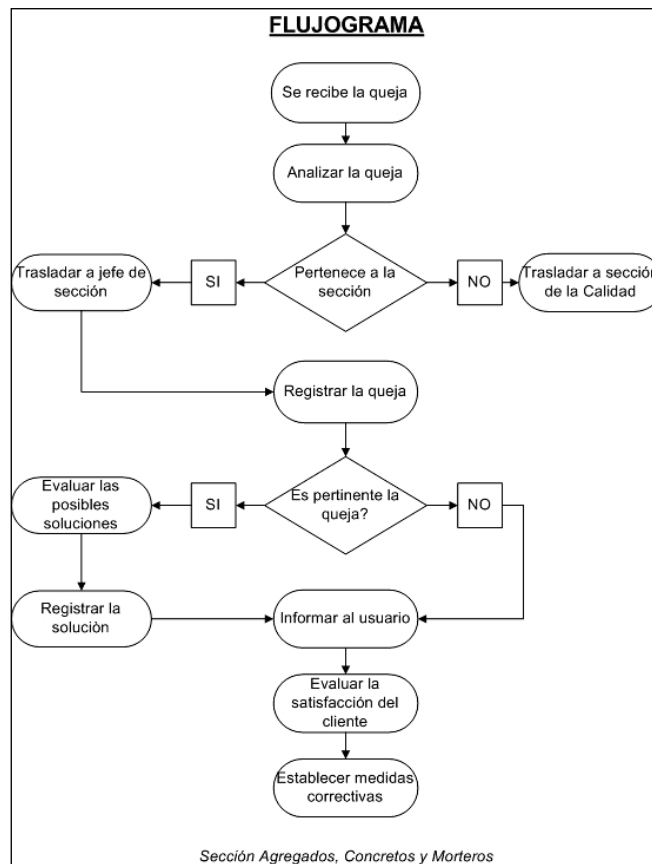 FLUJOGRAMA
Se recibe la queja
Analizar la queja
Trasladar a jefe de
sección
SI
Pertenece a la
sección
NO
Trasladar a sección
de la Calidad
Registrar la queja
Evaluar las
posibles
soluciones
SI
Es pertinente la
queja?
NO
Registrar la
soluciòn
Informar al usuario
Evaluar la
satisfacción del
cliente
Establecer medidas
correctivas
Sección Agregados, Concretos y Morteros